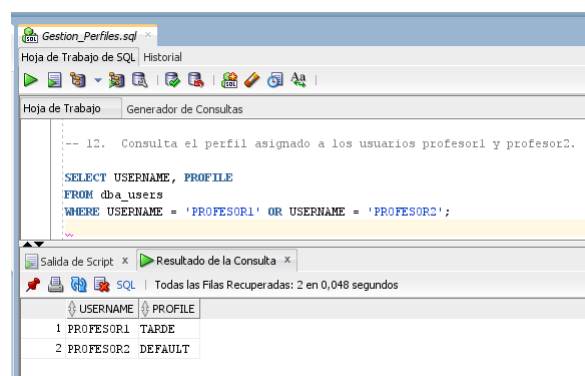 Gestion_Perfiles.sql
Hoja de Trabajo de SQL Historial
Hoja de Trabajo Generador de Consultas
-- 12. Consulta el perfil asignado a los usuarios profesor1 y profesor2.
SELECT USERNAME, PROFILE
FROM dba_users
WHERE USERNAME = 'PROFESOR1' OR USERNAME = 'PROFESOR2';
Salida de Script x Resultado de la Consulta x
SQL | Todas las Filas Recuperadas: 2 en 0,048 segundos
USERNAME PROFILE
1 PROFESOR1 TARDE
2 PROFESOR2 DEFAULT